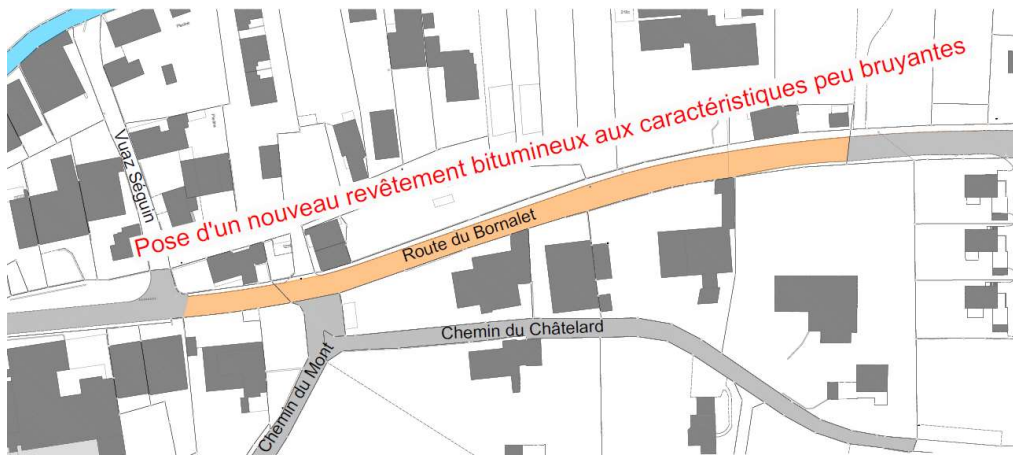 Pose d'un nouveau revêtement bitumineux aux caractéristiques peu bruyantes
Vuaz Séguin
Route du Bornalet
Chemin du Châtelard
Chemin du Mont